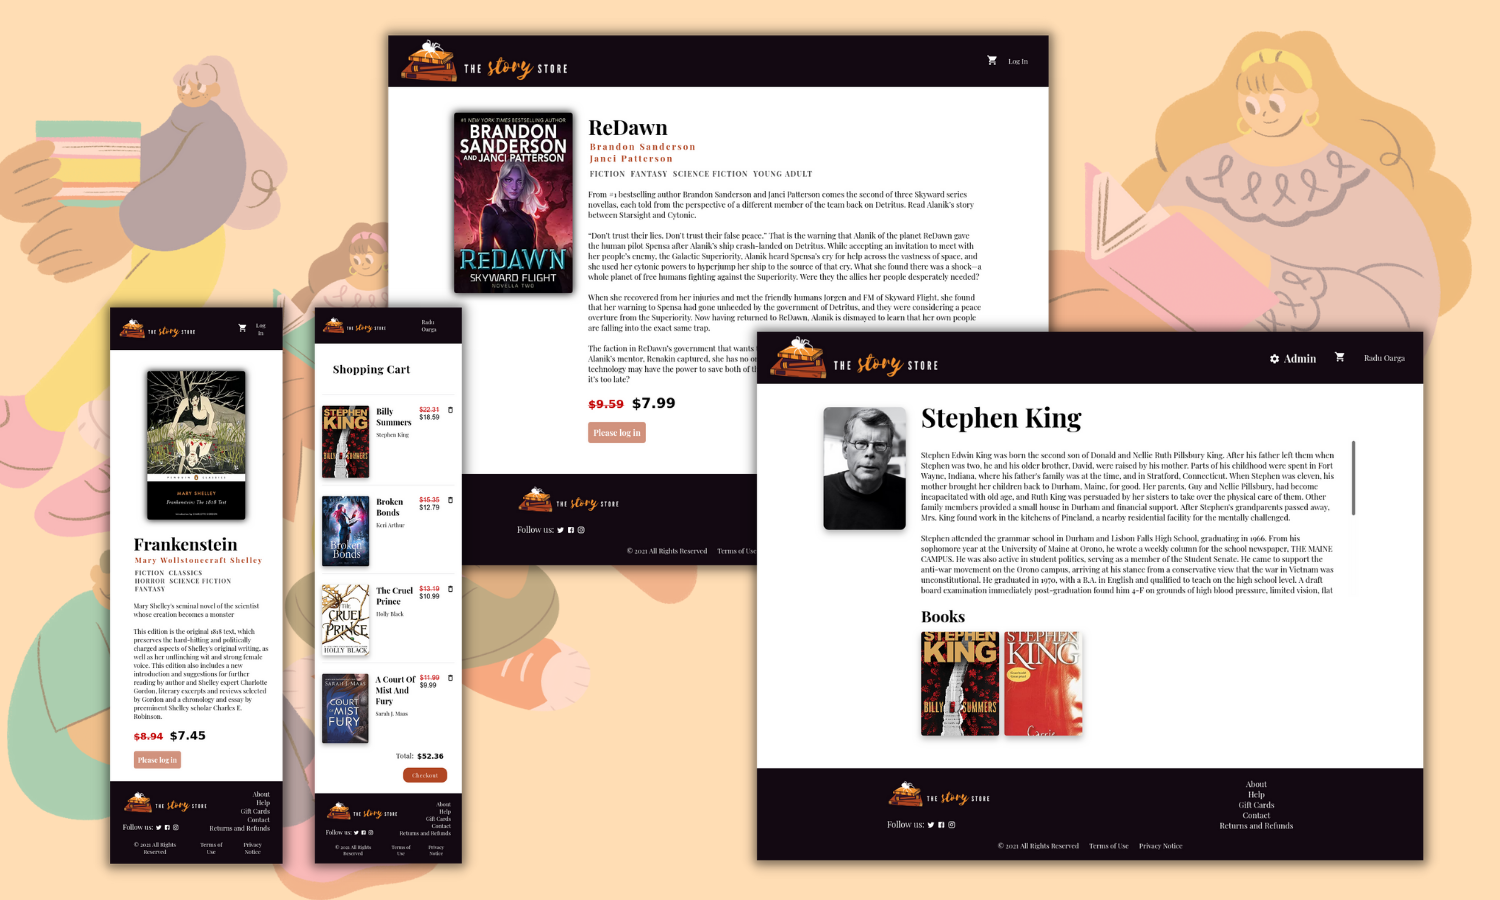 THE story STORE
Log In
#1 NEW YORK TIMES BESTSELLING AUTHOR
BRANDON
SANDERSON
AND JANCI PATTERSON
REDAWN
SKYWARD FLIGHT
NOVELLA TWO
ReDawn
Brandon Sanderson
Janci Patterson
FICTION FANTASY SCIENCE FICTION YOUNG ADULT
From #1 bestselling author Brandon Sanderson and Janci Patterson comes the second of three Skyward series
novellas, each told from the perspective of a different member of the team back on Detritus. Read Alanik's story
between Starsight and Cytonic.
“Don't trust their lies. Don't trust their false peace.” That is the warning that Alanik of the planet ReDawn gave
the human pilot Spensa after Alanik's ship crash-landed on Detritus. While accepting an invitation to meet with
her people's enemy, the Galactic Superiority, Alanik heard Spensa's cry for help across the vastness of space, and
she used her cytonic powers to hyperjump her ship to the source of that cry. What she found there was a shock—a
whole planet of free humans fighting against the Superiority. Were they the allies her people desperately needed?
When she recovered from her injuries and met the friendly humans Jorgen and FM of Skyward Flight, she found
that her warning to Spensa had gone unheeded by the government of Detritus, and they were considering a peace
overture from the Superiority. Now having returned to ReDawn, Alanik is dismayed to learn that her own people
are falling into the exact same trap.
The faction in ReDawn's government that wants
Alanik's mentor, Renakin captured, she has no
technology may have the power to save both of
it's too late?
$9.59 $7.99
Please log in
THE story STORE
Follow us:
© 2021 All Rights Reserved Terms of Use
THE story STORE
Log
In
PENGUIN CLASSICS
MARY SHELLEY
Frankenstein: The 1818 Text
Frankenstein
Mary Wollstonecraft Shelley
FICTION CLASSICS
HORROR SCIENCE FICTION
FANTASY
Mary Shelley's seminal novel of the scientist
whose creation becomes a monster
This edition is the original 1818 text, which
preserves the hard-hitting and politically
charged aspects of Shelley's original writing, as
well as her unflinching wit and strong female
voice. This edition also includes a new
introduction and suggestions for further
reading by author and Shelley expert Charlotte
Gordon, literary excerpts and reviews selected
by Gordon and a chronology and essay by
preeminent Shelley scholar Charles E.
Robinson.
$8.94 $7.45
Please log in
THE story STORE
About
Help
Gift Cards
Contact
Returns and Refunds
Follow us:
© 2021 All Rights
Reserved
Terms of
Use
Privacy
Notice
THE story STORE
Radu
Oarga
Shopping Cart
STEPHEN
KING
BILLY SUMMERS
Billy
Summers
Stephen King
$22.31
$18.59
Broken
Bonds
Broken
Bonds
Keri Arthur
$15.35
$12.79
The
CRUEL
PRINCE
HOLLY BLACK
The Cruel
Prince
Holly Black
$13.19
$10.99
SARAH J. MAAS
A
COURT
OF
MIST
AND
FURY
A Court Of
Mist And
Fury
Sarah J. Maas
$11.99
$9.99
Total: $52.36
Checkout
THE story STORE
About
Help
Gift Cards
Contact
Returns and Refunds
Follow us:
© 2021 All Rights
Reserved
Terms of
Use
Privacy
Notice
THE story STORE
Admin
Radu Oarga
Stephen King
Stephen Edwin King was born the second son of Donald and Nellie Ruth Pillsbury King. After his father left them when
Stephen was two, he and his older brother, David, were raised by his mother. Parts of his childhood were spent in Fort
Wayne, Indiana, where his father's family was at the time, and in Stratford, Connecticut. When Stephen was eleven, his
mother brought her children back to Durham, Maine, for good. Her parents, Guy and Nellie Pillsbury, had become
incapacitated with old age, and Ruth King was persuaded by her sisters to take over the physical care of them. Other
family members provided a small house in Durham and financial support. After Stephen's grandparents passed away,
Mrs. King found work in the kitchens of Pineland, a nearby residential facility for the mentally challenged.
Stephen attended the grammar school in Durham and Lisbon Falls High School, graduating in 1966. From his
sophomore year at the University of Maine at Orono, he wrote a weekly column for the school newspaper, THE MAINE
CAMPUS. He was also active in student politics, serving as a member of the Student Senate. He came to support the
anti-war movement on the Orono campus, arriving at his stance from a conservative view that the war in Vietnam was
unconstitutional. He graduated in 1970, with a B.A. in English and qualified to teach on the high school level. A draft
board examination immediately post-graduation found him 4-F on grounds of high blood pressure, limited vision, flat
Books
STEPHEN
KING
BILLY SUMMERS
STEPHEN
KING
Carrie
THE story STORE
Follow us:
About
Help
Gift Cards
Contact
Returns and Refunds
© 2021 All Rights Reserved Terms of Use Privacy Notice